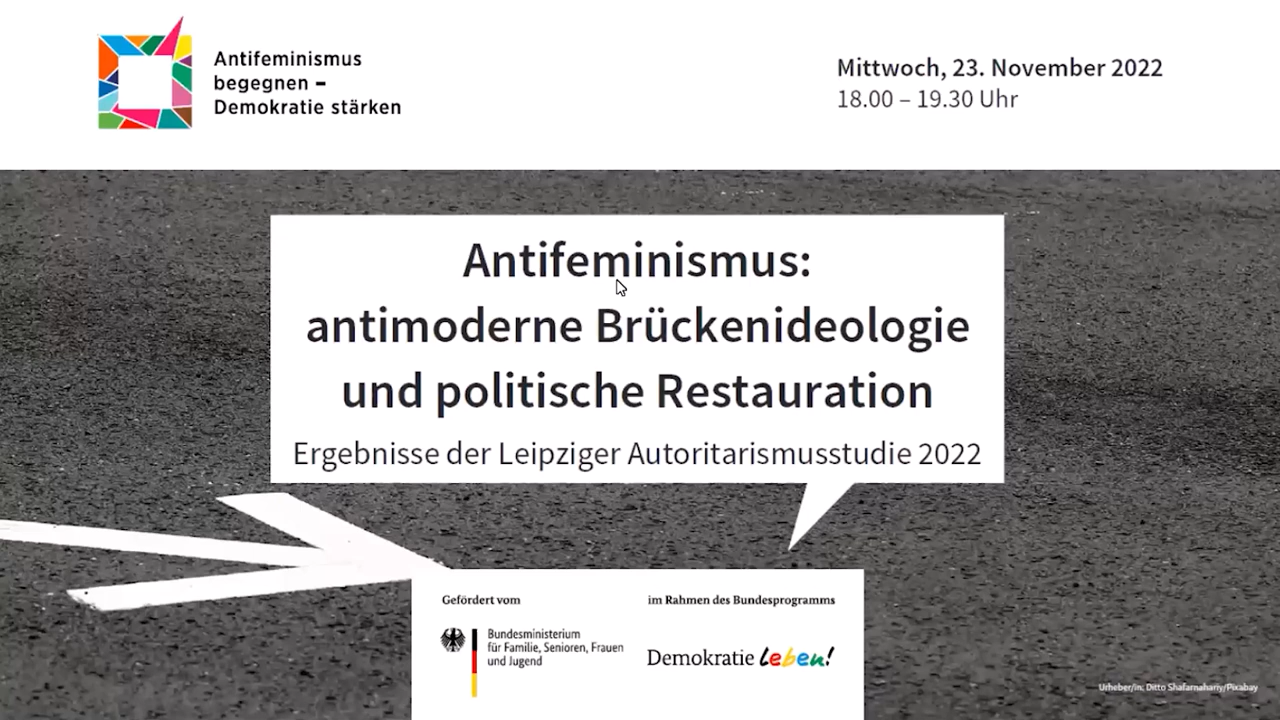 Antifeminismus
begegnen –
Demokratie stärken
Mittwoch, 23. November 2022
18.00 – 19.30 Uhr
Antifeminismus:
antimoderne Brückenideologie
und politische Restauration
Ergebnisse der Leipziger Autoritarismusstudie 2022
Gefördert vom
Bundesministerium
für Familie, Senioren, Frauen
und Jugend
im Rahmen des Bundesprogramms
Demokratie leben!
Urheber/in: Ditto Shafarnahariy/Pixabay